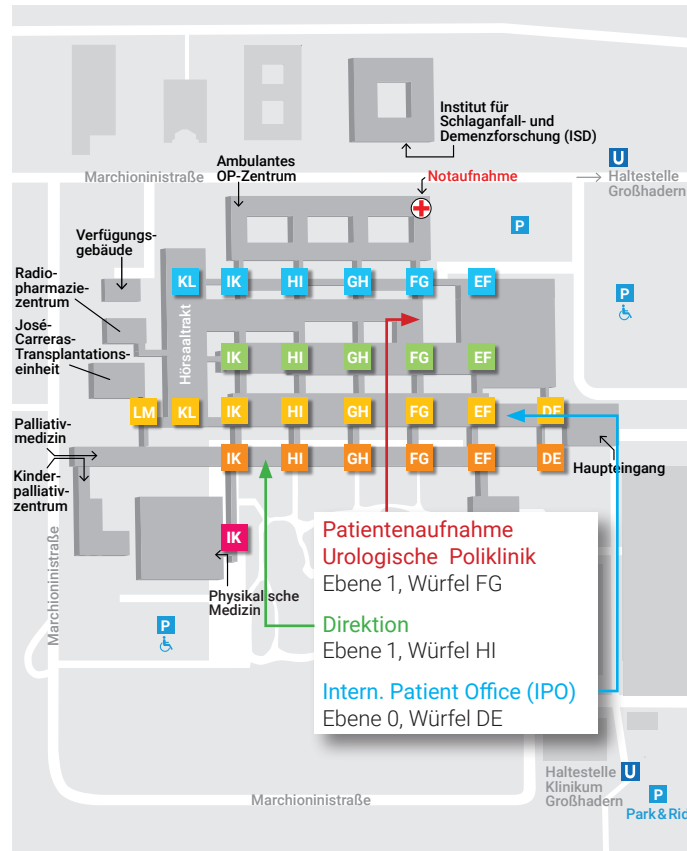 Institut für
Schlaganfall- und
Demenzforschung (ISD)
U
Haltestelle
Großhadern
Ambulantes
OP-Zentrum
Marchioninistraße
Notaufnahme
P
Verfügungs-
gebäude
Radio-
pharmazie-
zentrum
José-
Carreras-
Transplantations-
einheit
P
Hörsaaltrakt
KL IK HI GH FG EF
IK HI GH FG EF
LM KL IK HI GH FG EF DE
IK HI GH FG EF DE
Palliativ-
medizin
Kinder-
palliativ-
zentrum
Haupteingang
IK
Physikalische
Medizin
Marchioninistraße
P
Patientenaufnahme
Urologische Poliklinik
Ebene 1, Würfel FG
Direktion
Ebene 1, Würfel HI
Intern. Patient Office (IPO)
Ebene 0, Würfel DE
Marchioninistraße
Haltestelle
Klinikum
Großhadern
U
P
Park&Rid